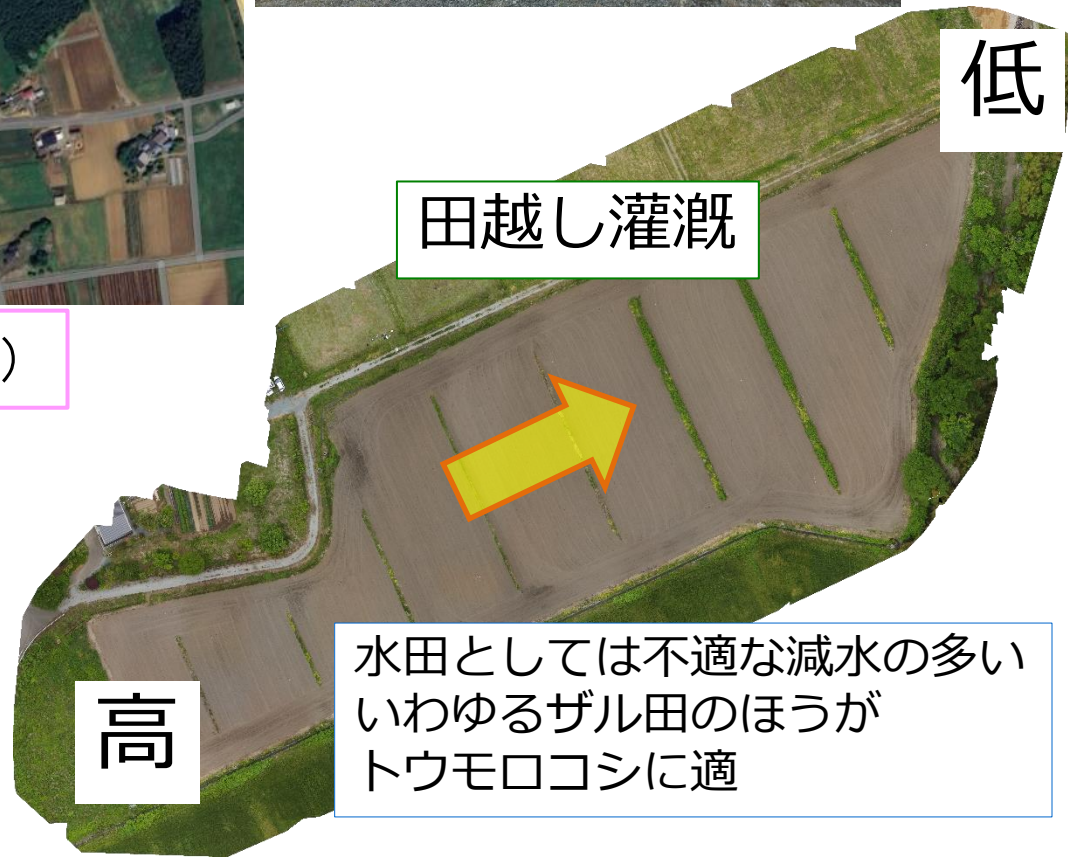 低
田越し灌漑
）
高
水田としては不適な減水の多い
いわゆるザル田のほうが
トウモロコシに適